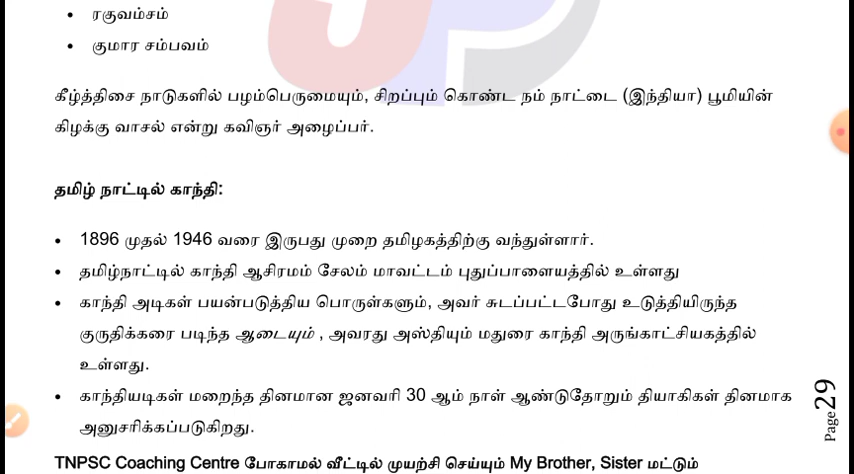 • ரகுவம்சம்
• குமார சம்பவம்
கீழ்த்திசை நாடுகளில் பழம்பெருமையும், சிறப்பும் கொண்ட நம் நாட்டை (இந்தியா) பூமியின்
கிழக்கு வாசல் என்று கவிஞர் அழைப்பர்.
தமிழ் நாட்டில் காந்தி:
• 1896 முதல் 1946 வரை இருபது முறை தமிழகத்திற்கு வந்துள்ளார்.
• தமிழ்நாட்டில் காந்தி ஆசிரமம் சேலம் மாவட்டம் புதுப்பாளையத்தில் உள்ளது
• காந்தி அடிகள் பயன்படுத்திய பொருள்களும், அவர் சுடப்பட்டபோது உடுத்தியிருந்த
குருதிக்கரை படிந்த ஆடையும் , அவரது அஸ்தியும் மதுரை காந்தி அருங்காட்சியகத்தில்
உள்ளது.
• காந்தியடிகள் மறைந்த தினமான ஜனவரி 30 ஆம் நாள் ஆண்டுதோறும் தியாகிகள் தினமாக
அனுசரிக்கப்படுகிறது.
Page29
TNPSC Coaching Centre போகாமல் வீட்டில் முயற்சி செய்யும் My Brother, Sister மட்டும்